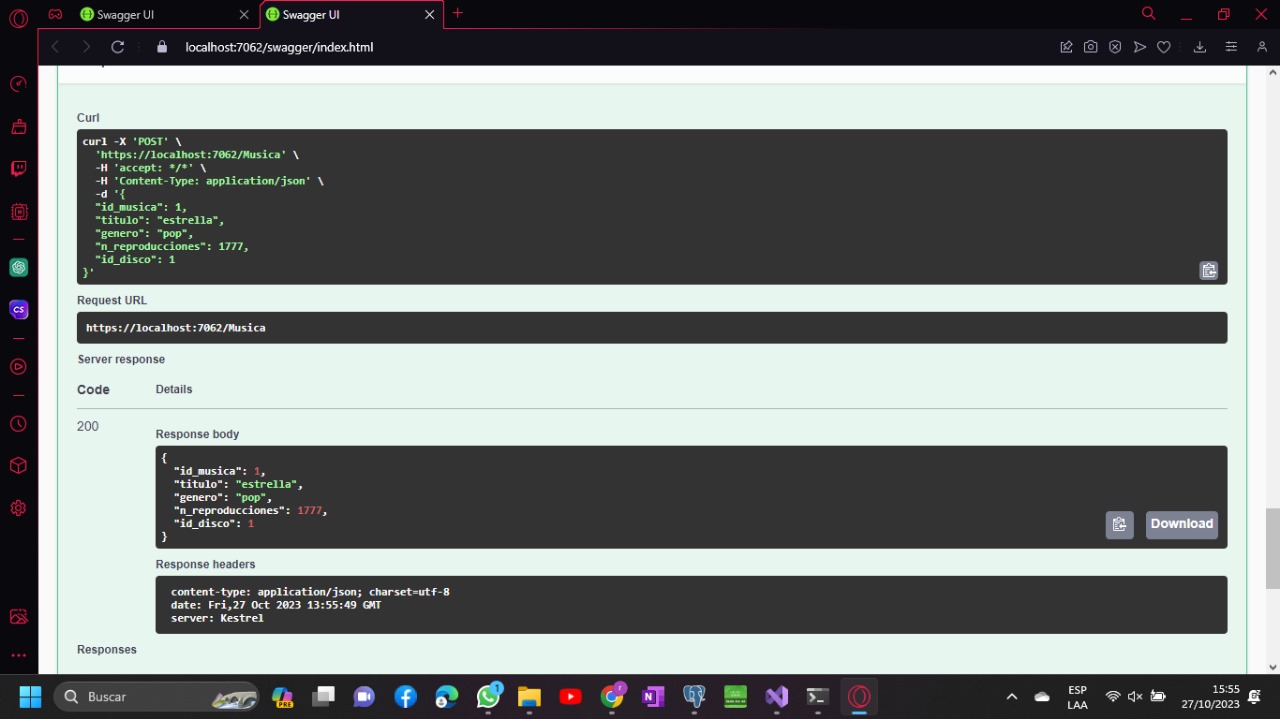 Swagger UI
Swagger UI
localhost:7062/swagger/index.html
Curl
curl -X 'POST' \
'https://localhost:7062/Musica' \
-H 'accept: */*' \
-H 'Content-Type: application/json' \
-d '{
"id_musica": 1,
"titulo": "estrella",
"genero": "pop",
"n_reproducciones": 1777,
"id_disco": 1
}'
Request URL
https://localhost:7062/Musica
Server response
Code Details
200
Response body
{
"id_musica": 1,
"titulo": "estrella",
"genero": "pop",
"n_reproducciones": 1777,
"id_disco": 1
}
Download
Response headers
content-type: application/json; charset=utf-8
date: Fri,27 Oct 2023 13:55:49 GMT
server: Kestrel
Responses
Buscar
PRE
1
ESP
LAA
15:55
27/10/2023